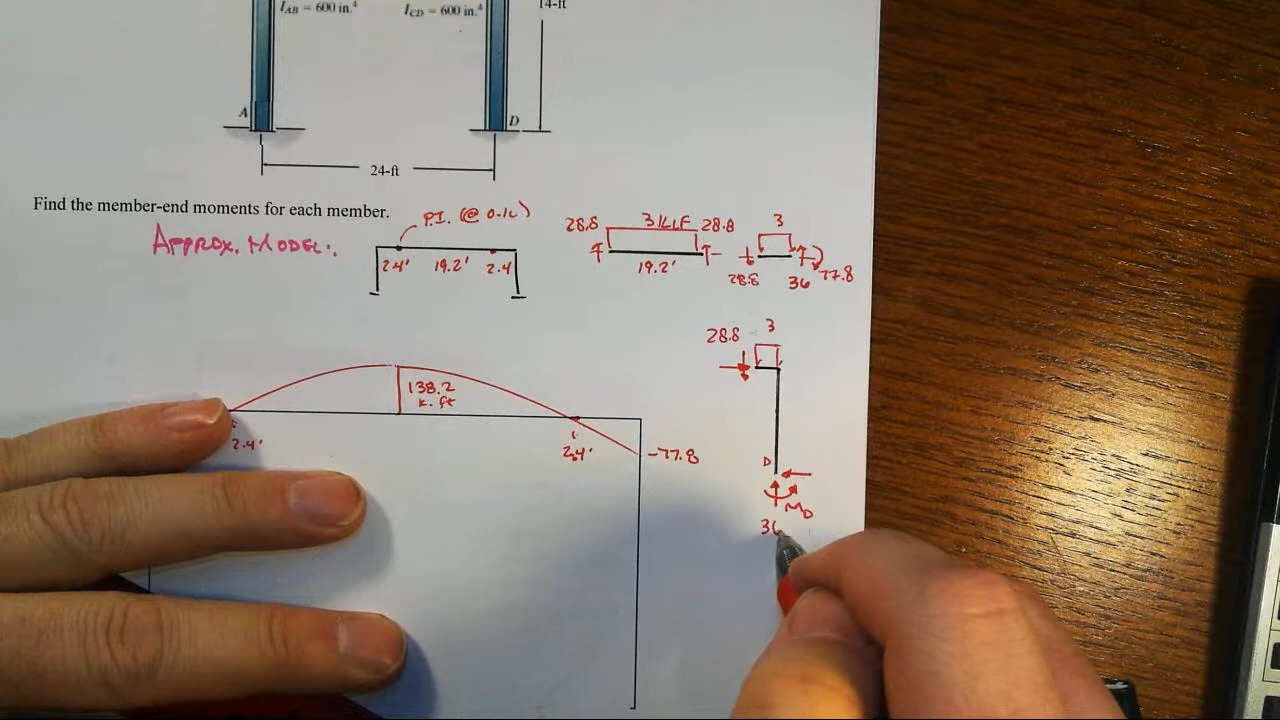 I_AB = 600 in.⁴
I_CD = 600 in.⁴
14-ft
A
D
24-ft
Find the member-end moments for each member.
APPROX. MODEL:
P.I. (@ 0.1L)
2.4' 19.2' 2.4
28.8 3KLF 28.8
19.2'
3
28.8 36 77.8
28.8 3
138.2
k.ft
2.4'
2.4'
-77.8
D
M_D
36